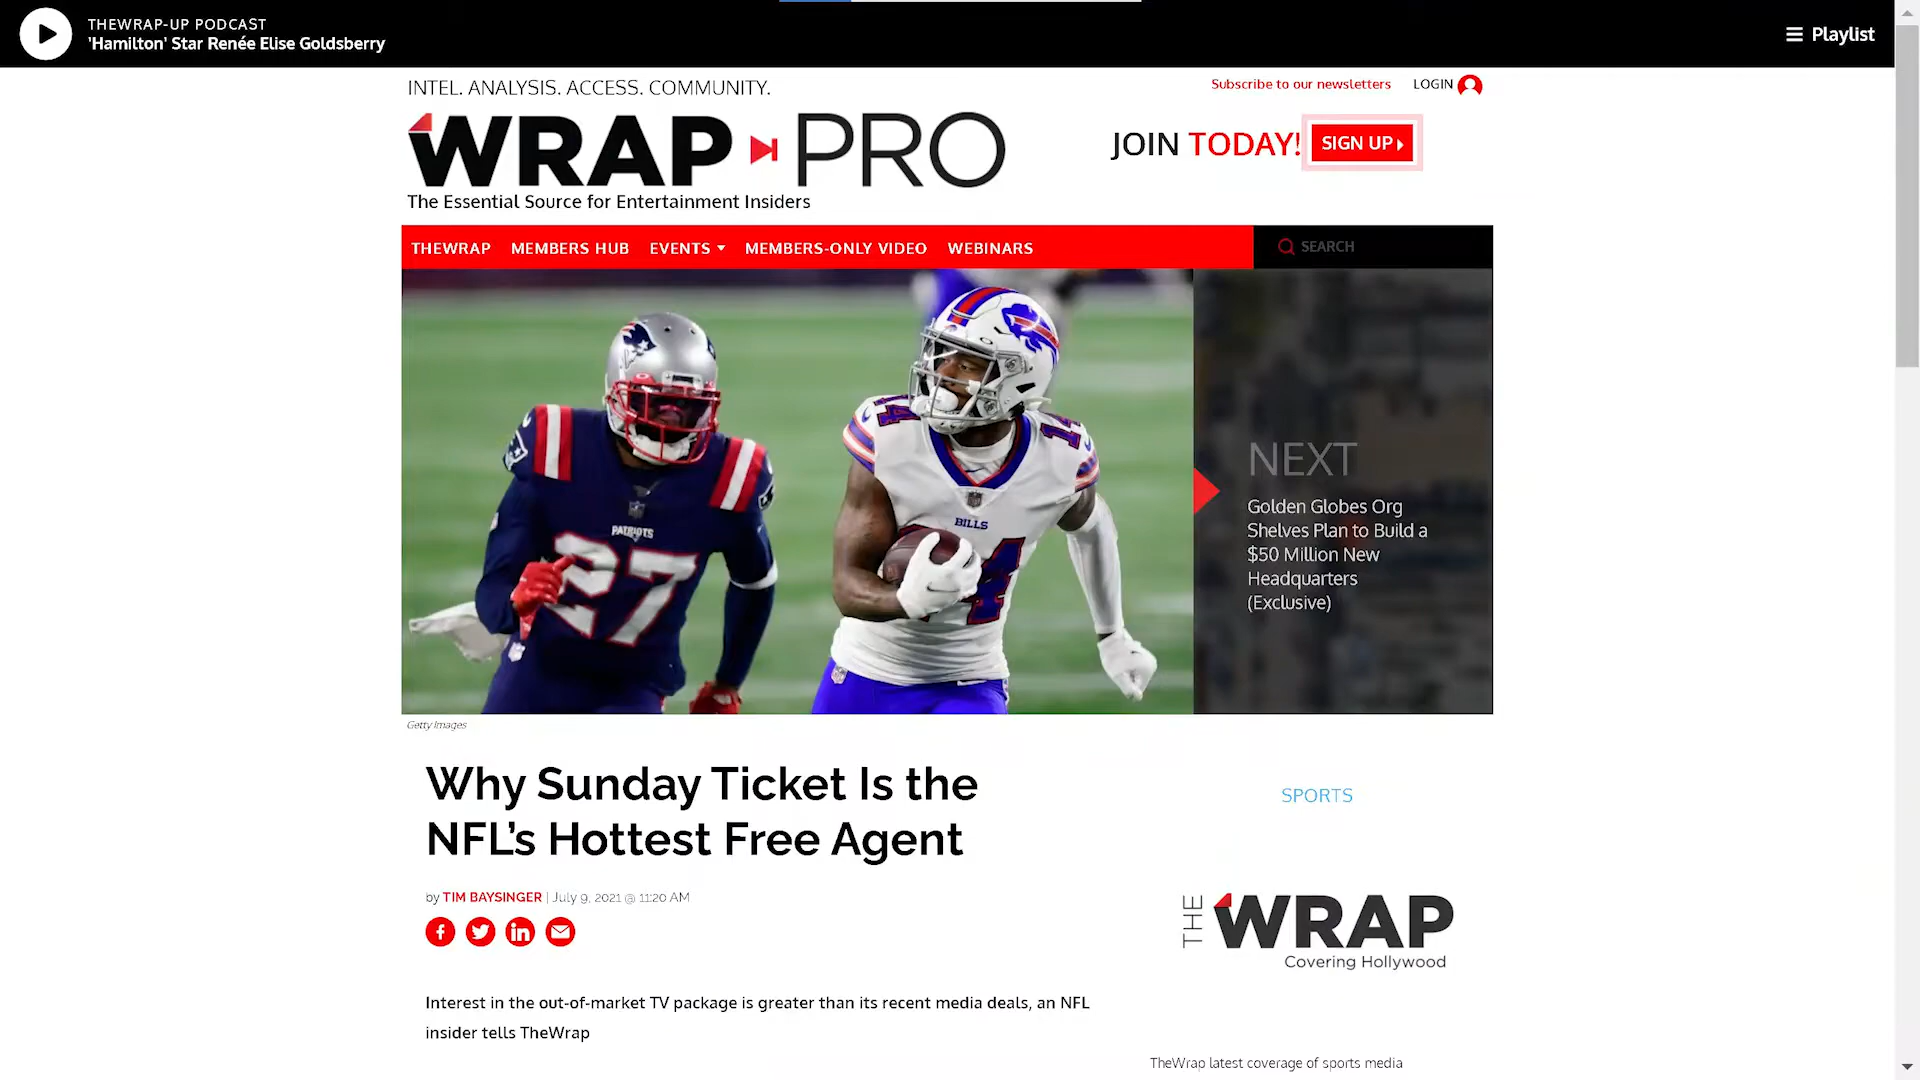 THEWRAP-UP PODCAST
'Hamilton' Star Renée Elise Goldsberry
Playlist
INTEL. ANALYSIS. ACCESS. COMMUNITY.
Subscribe to our newsletters
LOGIN
WRAP PRO
JOIN TODAY!
SIGN UP
The Essential Source for Entertainment Insiders
THEWRAP
MEMBERS HUB
EVENTS
MEMBERS-ONLY VIDEO
WEBINARS
SEARCH
14
14
PATRIOTS
27
BILLS
14
NEXT
Golden Globes Org
Shelves Plan to Build a
$50 Million New
Headquarters
(Exclusive)
Getty Images
Why Sunday Ticket Is the
NFL's Hottest Free Agent
by TIM BAYSINGER | July 9, 2021 @ 11:20 AM
Interest in the out-of-market TV package is greater than its recent media deals, an NFL
insider tells TheWrap
SPORTS
THE WRAP
Covering Hollywood
TheWrap latest coverage of sports media